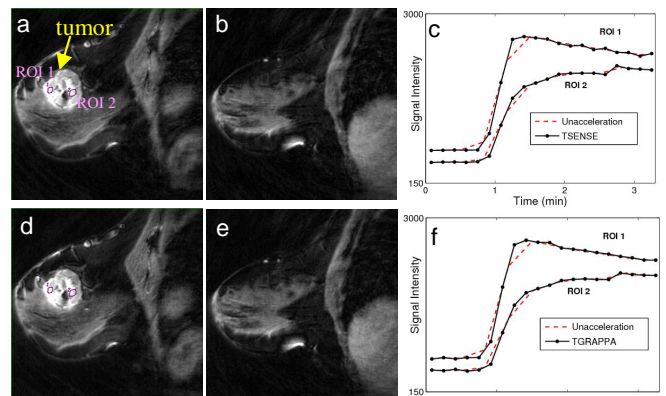 a
tumor
ROI 1
ROI 2
b
3000
c
ROI 1
ROI 2
Signal Intensity
Unacceleration
TSENSE
150
0
1
2
3
Time (min)
d
e
3000
f
ROI 1
ROI 2
Signal Intensity
Unacceleration
TGRAPPA
150